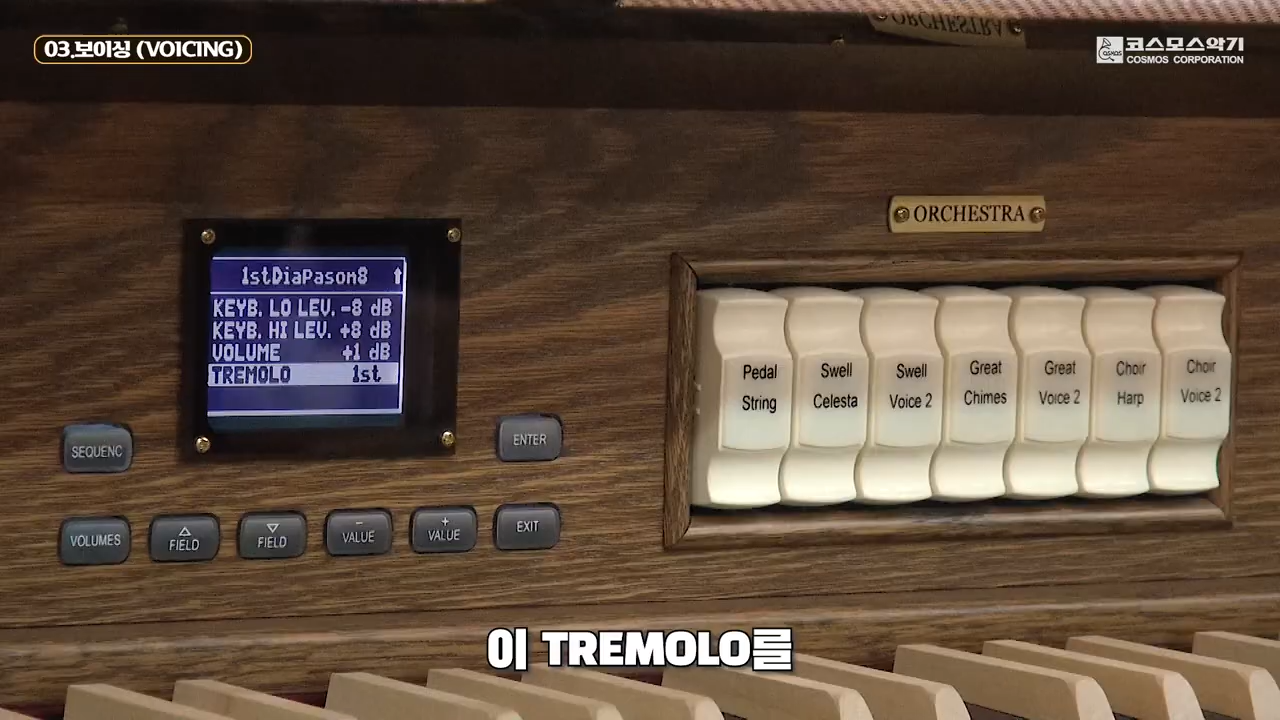 03.보이싱 (VOICING)
ORCHESTRA
코스모스악기
COSMOS CORPORATION
ORCHESTRA
1stDiaPason8 ↑
KEYB. LO LEV. -8 dB
KEYB. HI LEV. +8 dB
VOLUME +1 dB
TREMOLO 1st
Pedal String
Swell Celesta
Swell Voice 2
Great Chimes
Great Voice 2
Choir Harp
Choir Voice 2
SEQUENC
ENTER
VOLUMES
△ FIELD
▽ FIELD
- VALUE
+ VALUE
EXIT
이 TREMOLO를